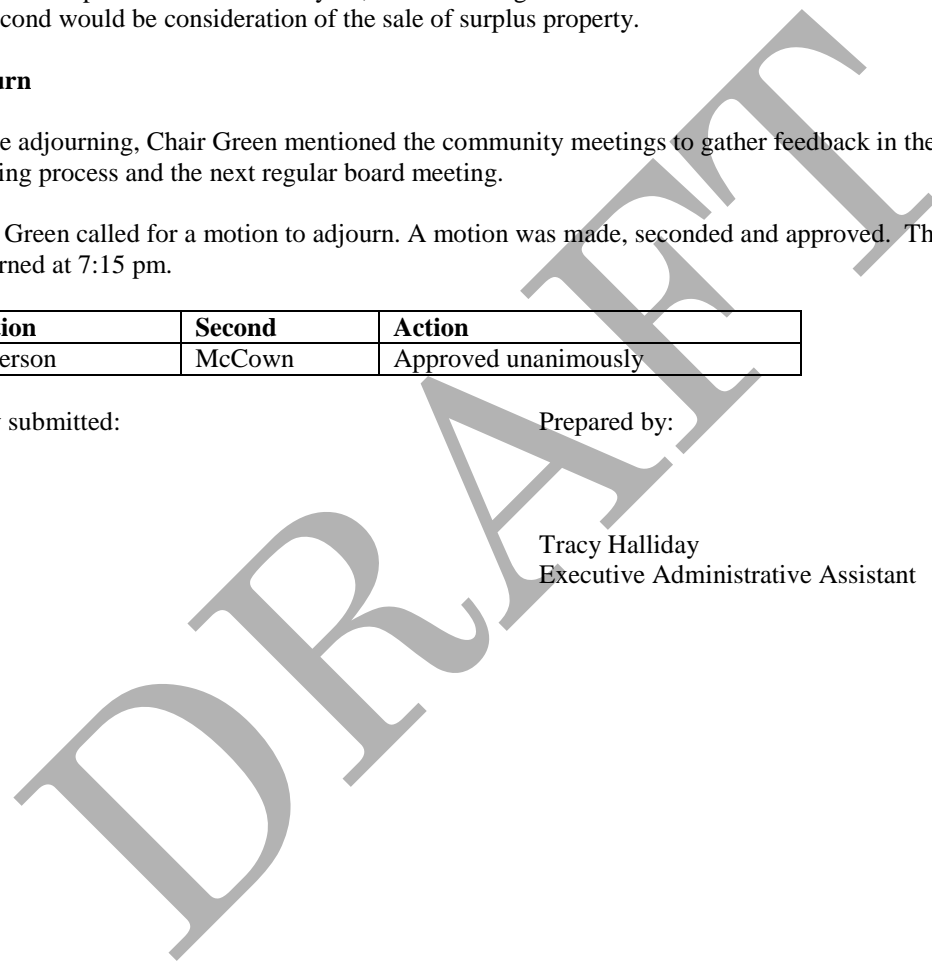 second would be consideration of the sale of surplus property.
urn
e adjourning, Chair Green mentioned the community meetings to gather feedback in the
ing process and the next regular board meeting.
Green called for a motion to adjourn. A motion was made, seconded and approved. Th
rned at 7:15 pm.
tion Second Action
erson McCown Approved unanimously
submitted: Prepared by:
Tracy Halliday
Executive Administrative Assistant
DRAFT